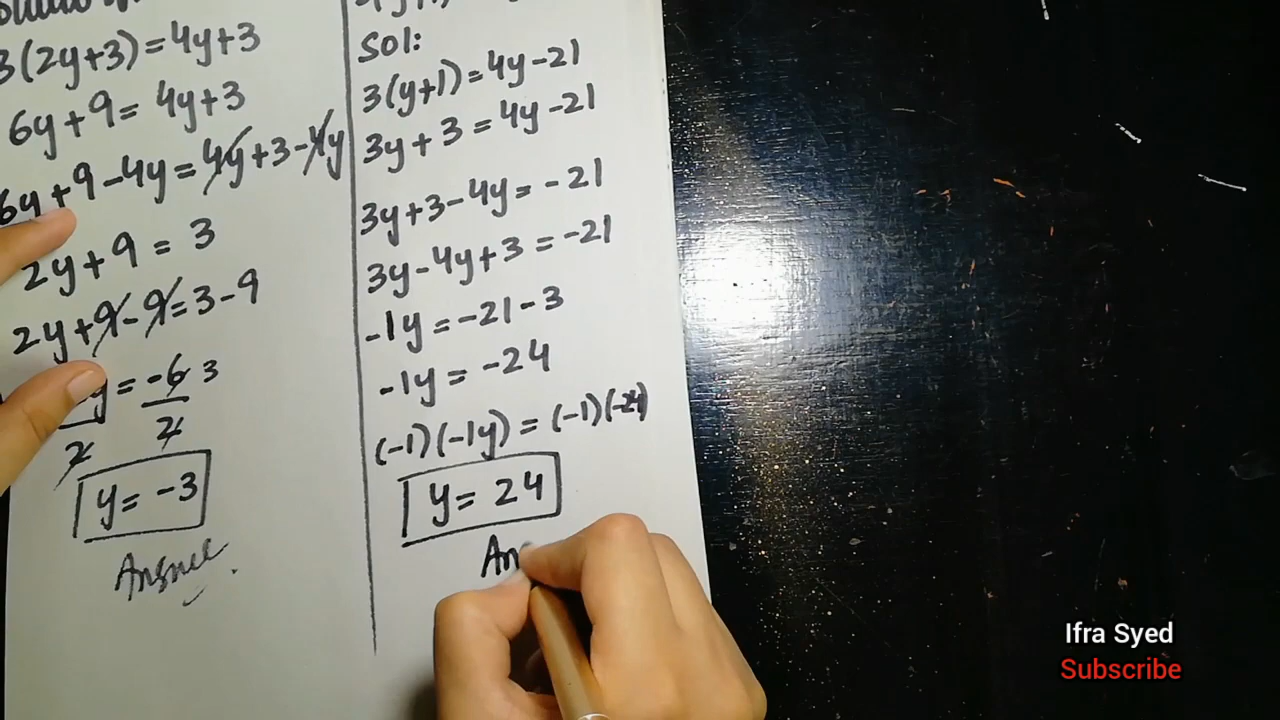 3(2y+3)=4y+3
6y+9=4y+3
6y+9-4y=4y+3-4y
2y+9=3
2y+9-9=3-9
y=-6 3
2 2
y=-3
Answer
Sol:
3(y+1)=4y-21
3y+3=4y-21
3y+3-4y=-21
3y-4y+3=-21
-1y=-21-3
-1y=-24
(-1)(-1y)=(-1)(-24)
y=24
An
Ifra Syed
Subscribe